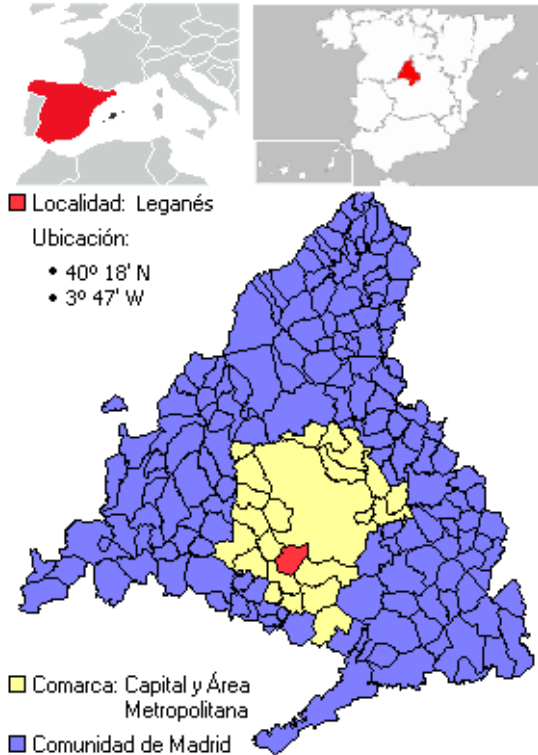 Localidad: Leganés
Ubicación:
• 40º 18' N
• 3º 47' W
Comarca: Capital y Área
Metropolitana
Comunidad de Madrid